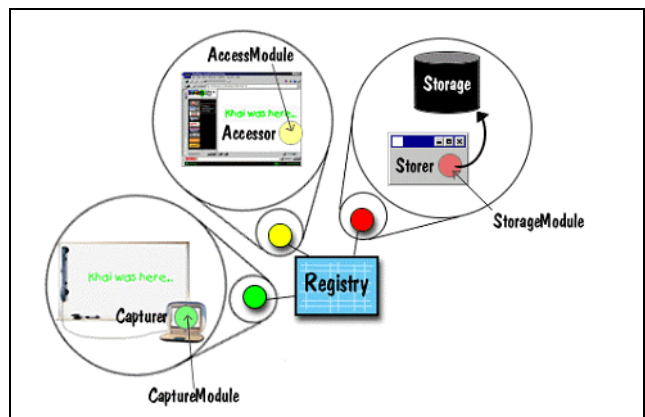 AccessModule
Khai was here...
Accessor
Storage
Storer
StorageModule
Registry
Khai was here...
Capturer
CaptureModule